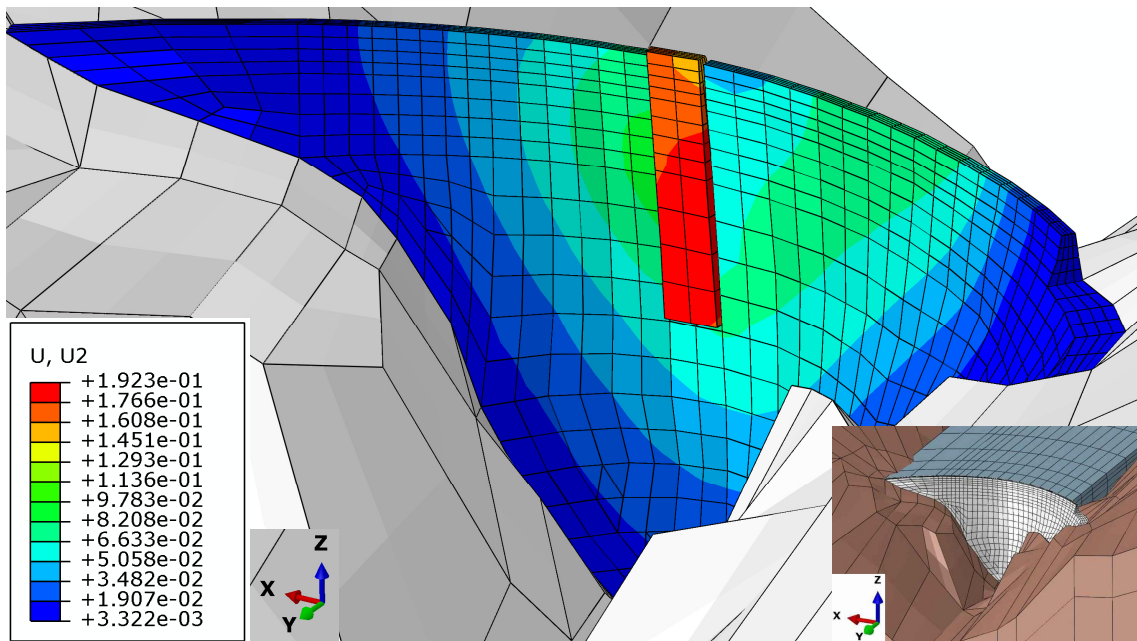 U, U2
+1.923e-01
+1.766e-01
+1.608e-01
+1.451e-01
+1.293e-01
+1.136e-01
+9.783e-02
+8.208e-02
+6.633e-02
+5.058e-02
+3.482e-02
+1.907e-02
+3.322e-03
Z
X
Y
Z
X
Y